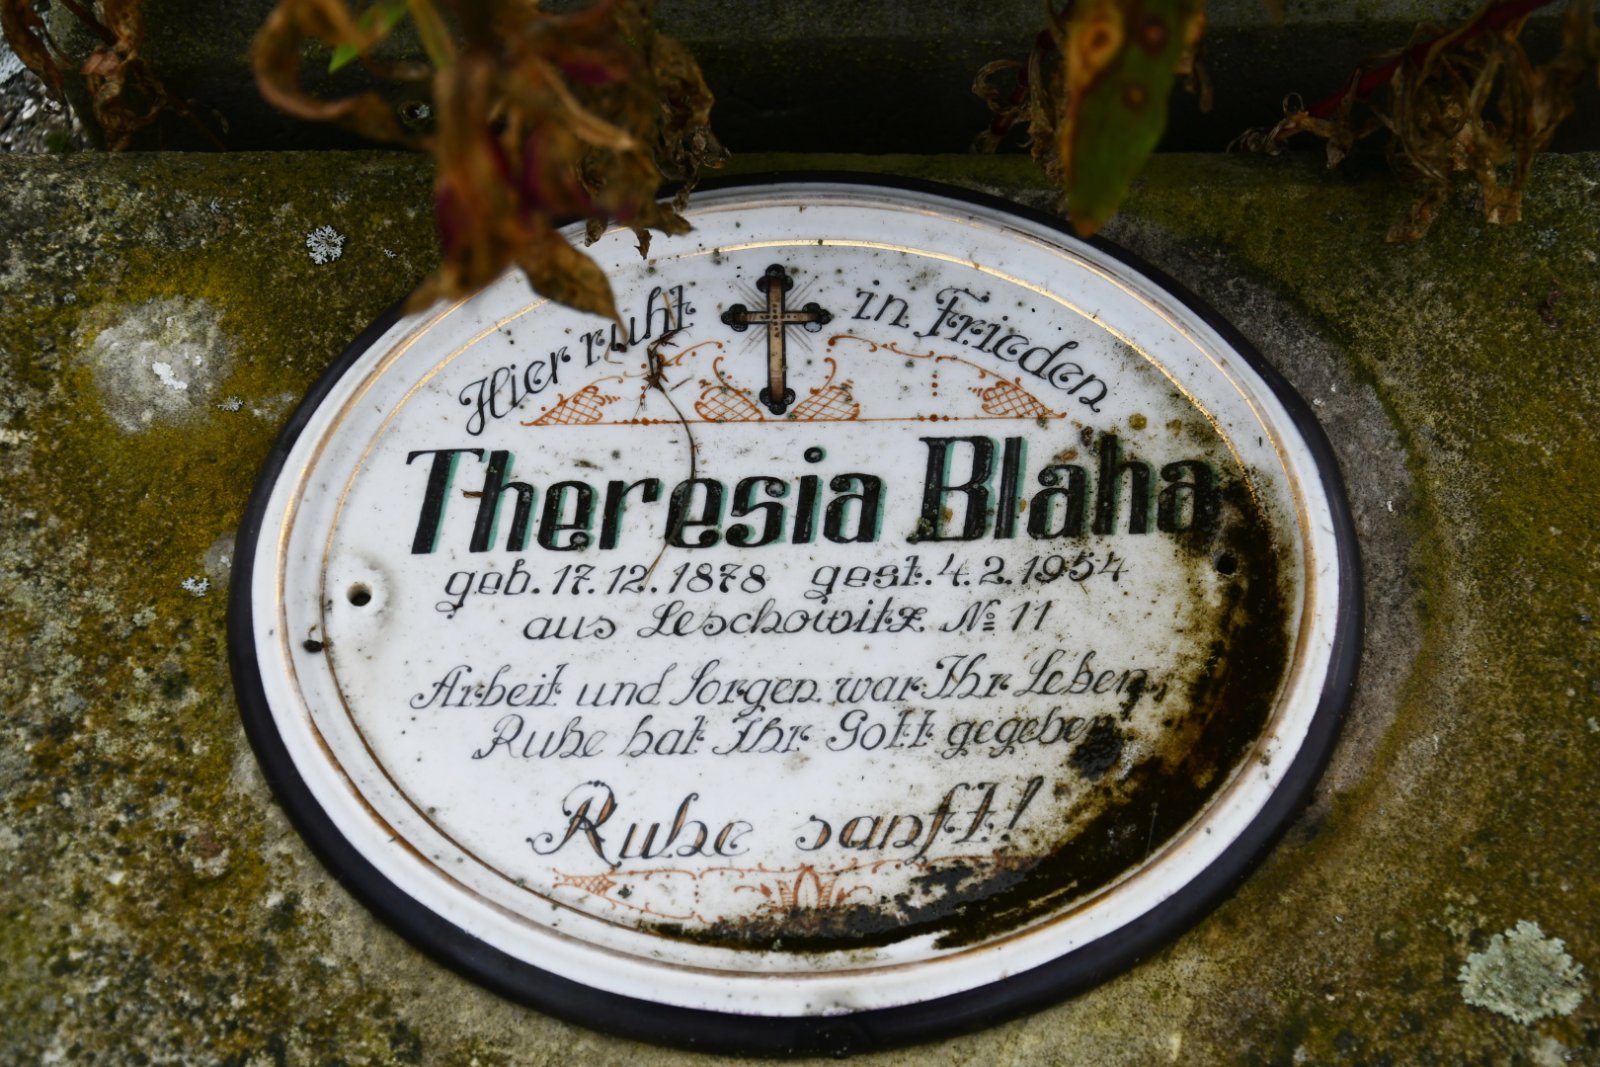 Hier ruht in Frieden
Theresia Blaha
geb. 17.12.1878 gest. 4.2.1954
aus Leschowitz № 11
Arbeit und Sorgen war Ihr Leben,
Ruhe hat Ihr Gott gegeben
Ruhe sanft!